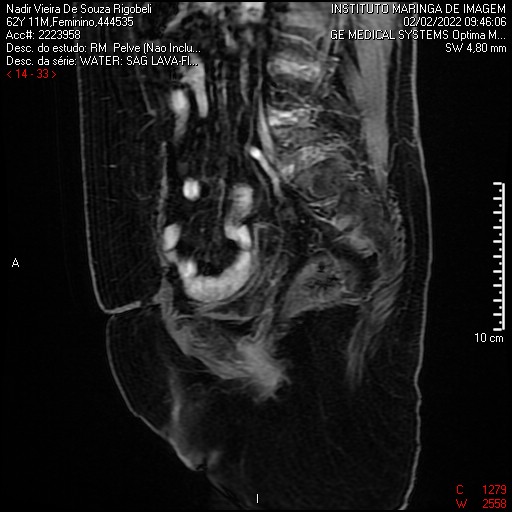 Nadir Vieira De Souza Rigobeli
62Y 11M,Feminino,444535
Acc#: 2223958
Desc. do estudo: RM Pelve (Nao Inclu...
Desc. da série: WATER: SAG LAVA-Fl...
< 14 - 33 >
INSTITUTO MARINGA DE IMAGEM
02/02/2022 09:46:06
GE MEDICAL SYSTEMS Optima M...
SW 4,80 mm
A
10 cm
I
C 1279
W 2558